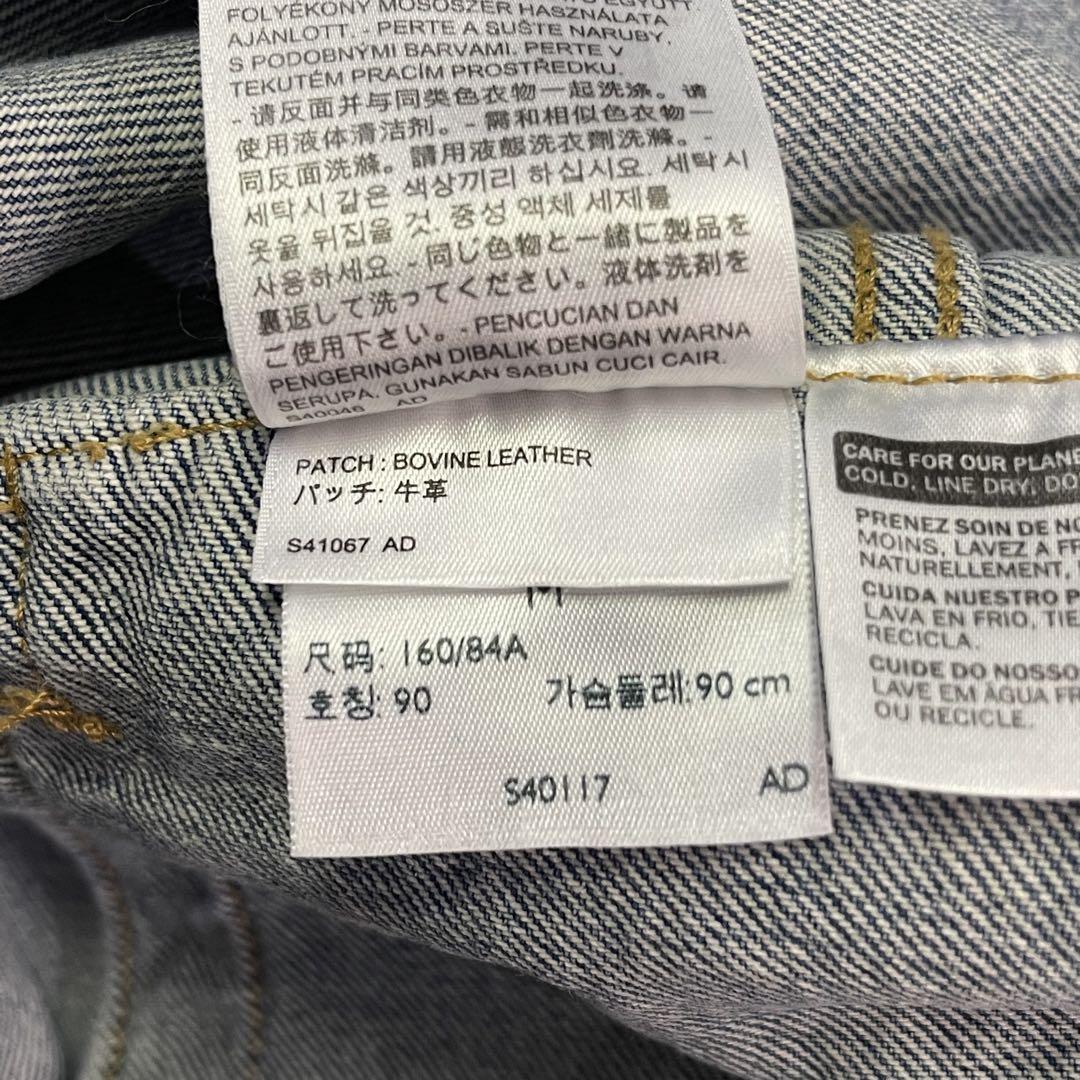 EGYÜTT
FOLYÉKONY MOSÓSZER HASZNÁLATA
AJÁNLOTT. - PERTE A SUŠTE NARUBY,
S PODOBNÝMI BARVAMI. PERTE V
TEKUTÉM PRACÍM PROSTŘEDKU.
- 请反面并与同类色衣物一起洗涤。请
使用液体清洁剂。- 需和相似色衣物一
同反面洗滌。請用液態洗衣劑洗滌。-
세탁시 같은 색상끼리 하십시요. 세탁시
옷을 뒤집을 것. 중성 액체 세제를
사용하세요. - 同じ色物と一緒に製品を
裏返して洗ってください。液体洗剤を
ご使用下さい。- PENCUCIAN DAN
PENGERINGAN DIBALIK DENGAN WARNA
SERUPA. GUNAKAN SABUN CUCI CAIR.
S40046 AD
PATCH : BOVINE LEATHER
パッチ: 牛革
S41067 AD
M
尺码: 160/84A
호칭: 90 가슴둘레: 90 cm
S40117 AD
CARE FOR OUR PLANE
COLD, LINE DRY, DO
PRENEZ SOIN DE NO
MOINS, LAVEZ A FR
NATURELLEMENT,
CUIDA NUESTRO P
LAVA EN FRIO, TIE
RECICLA.
CUIDE DO NOSSO
LAVE EM ÁGUA FR
OU RECICLE.